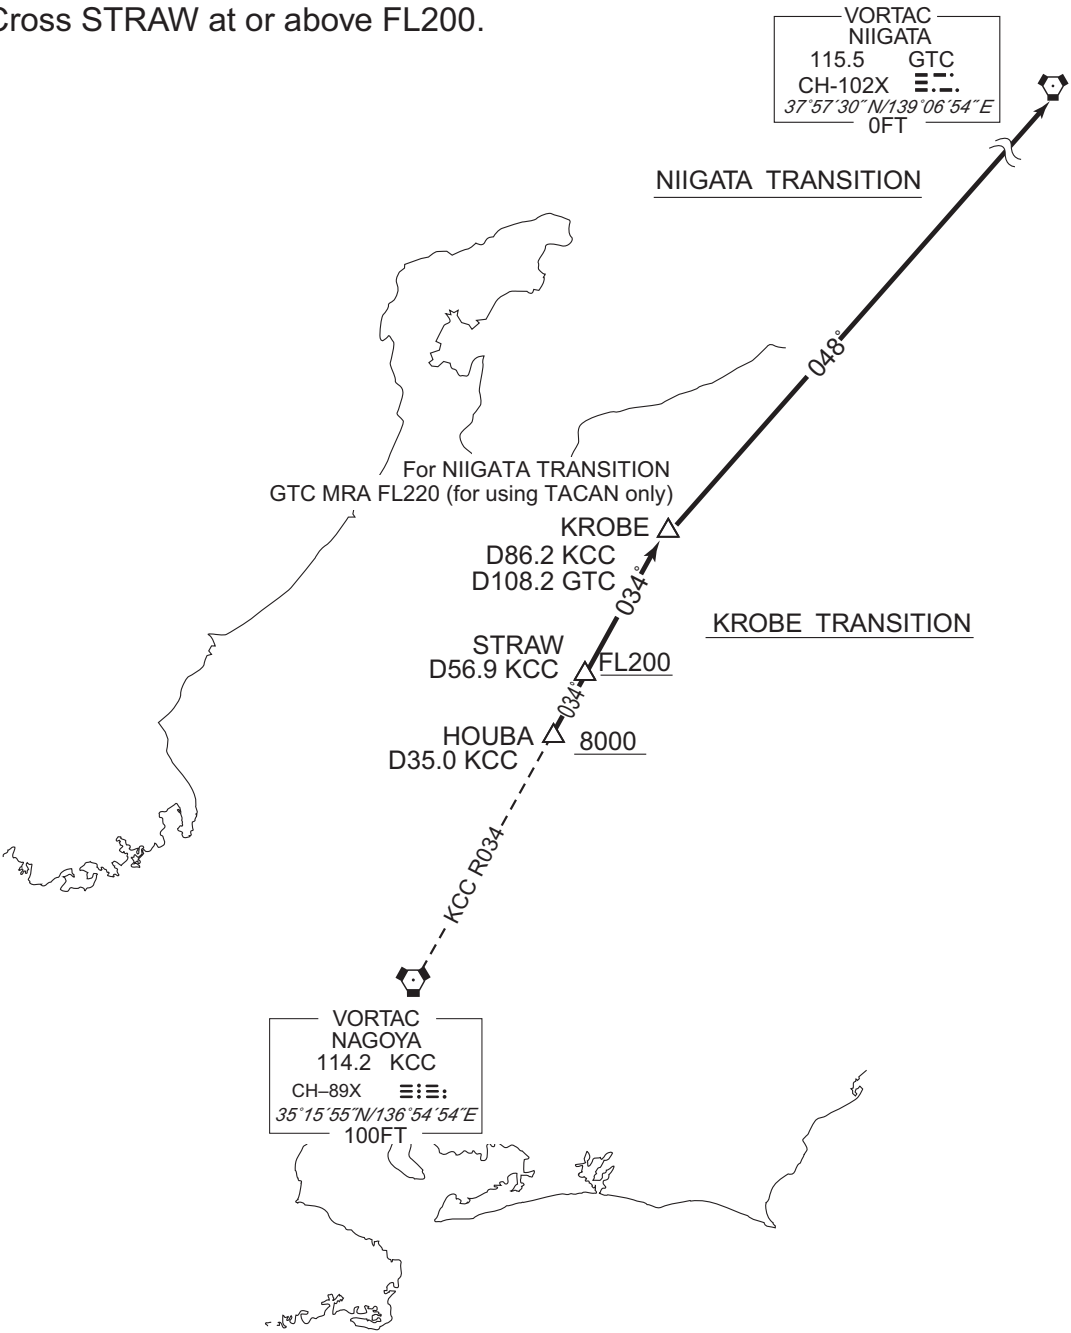 Cross STRAW at or above FL200.
VORTAC
NIIGATA
115.5 GTC
CH-102X
37°57′30″N/139°06′54″E
0FT
NIIGATA TRANSITION
048°
For NIIGATA TRANSITION
GTC MRA FL220 (for using TACAN only)
KROBE
D86.2 KCC
D108.2 GTC
034°
KROBE TRANSITION
STRAW
D56.9 KCC
FL200
034°
HOUBA
D35.0 KCC
8000
KCC R034
VORTAC
NAGOYA
114.2 KCC
CH–89X
35°15′55″N/136°54′54″E
100FT